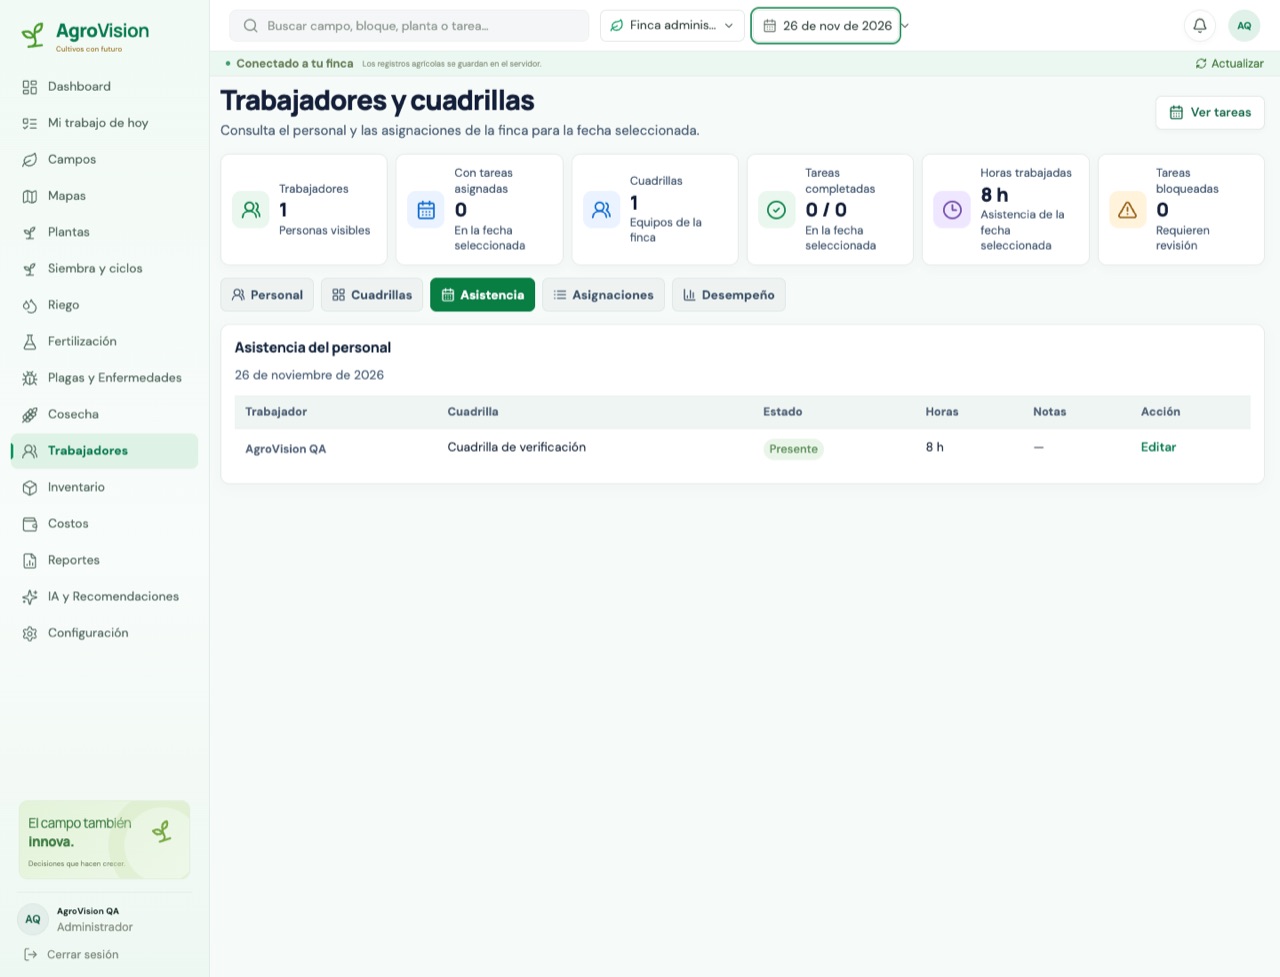 AgroVision
Cultivos con futuro
Dashboard
Mi trabajo de hoy
Campos
Mapas
Plantas
Siembra y ciclos
Riego
Fertilización
Plagas y Enfermedades
Cosecha
Trabajadores
Inventario
Costos
Reportes
IA y Recomendaciones
Configuración
El campo también
innova.
Decisiones que hacen crecer.
AQ
AgroVision QA
Administrador
Cerrar sesión
Buscar campo, bloque, planta o tarea...
Finca adminis...
26 de nov de 2026
AQ
Conectado a tu finca Los registros agrícolas se guardan en el servidor.
Actualizar
Trabajadores y cuadrillas
Consulta el personal y las asignaciones de la finca para la fecha seleccionada.
Ver tareas
Trabajadores
1
Personas visibles
Con tareas
asignadas
0
En la fecha
seleccionada
Cuadrillas
1
Equipos de la
finca
Tareas
completadas
0 / 0
En la fecha
seleccionada
Horas trabajadas
8 h
Asistencia de la
fecha
seleccionada
Tareas
bloqueadas
0
Requieren
revisión
Personal
Cuadrillas
Asistencia
Asignaciones
Desempeño
Asistencia del personal
26 de noviembre de 2026
Trabajador Cuadrilla Estado Horas Notas Acción
AgroVision QA Cuadrilla de verificación Presente 8 h — Editar